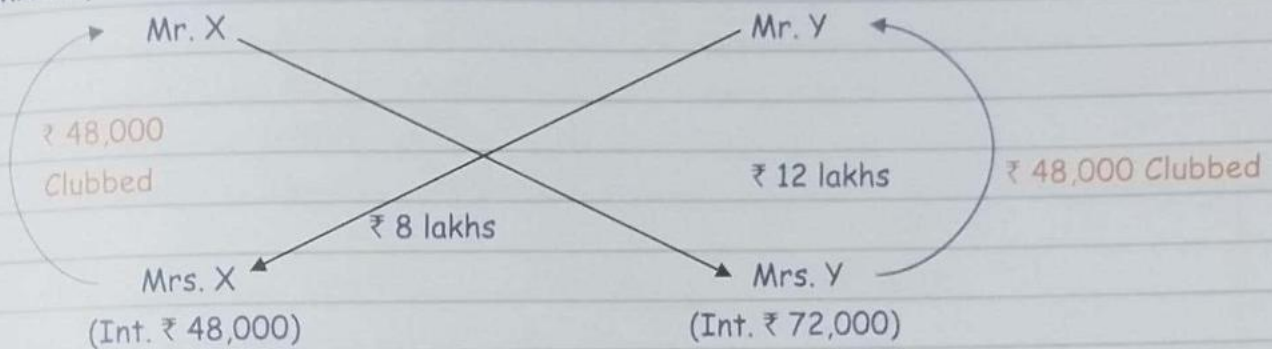 Mr. X
Mr. Y
₹ 48,000
Clubbed
₹ 12 lakhs
₹ 48,000 Clubbed
₹ 8 lakhs
Mrs. X
Mrs. Y
(Int. ₹ 48,000)
(Int. ₹ 72,000)